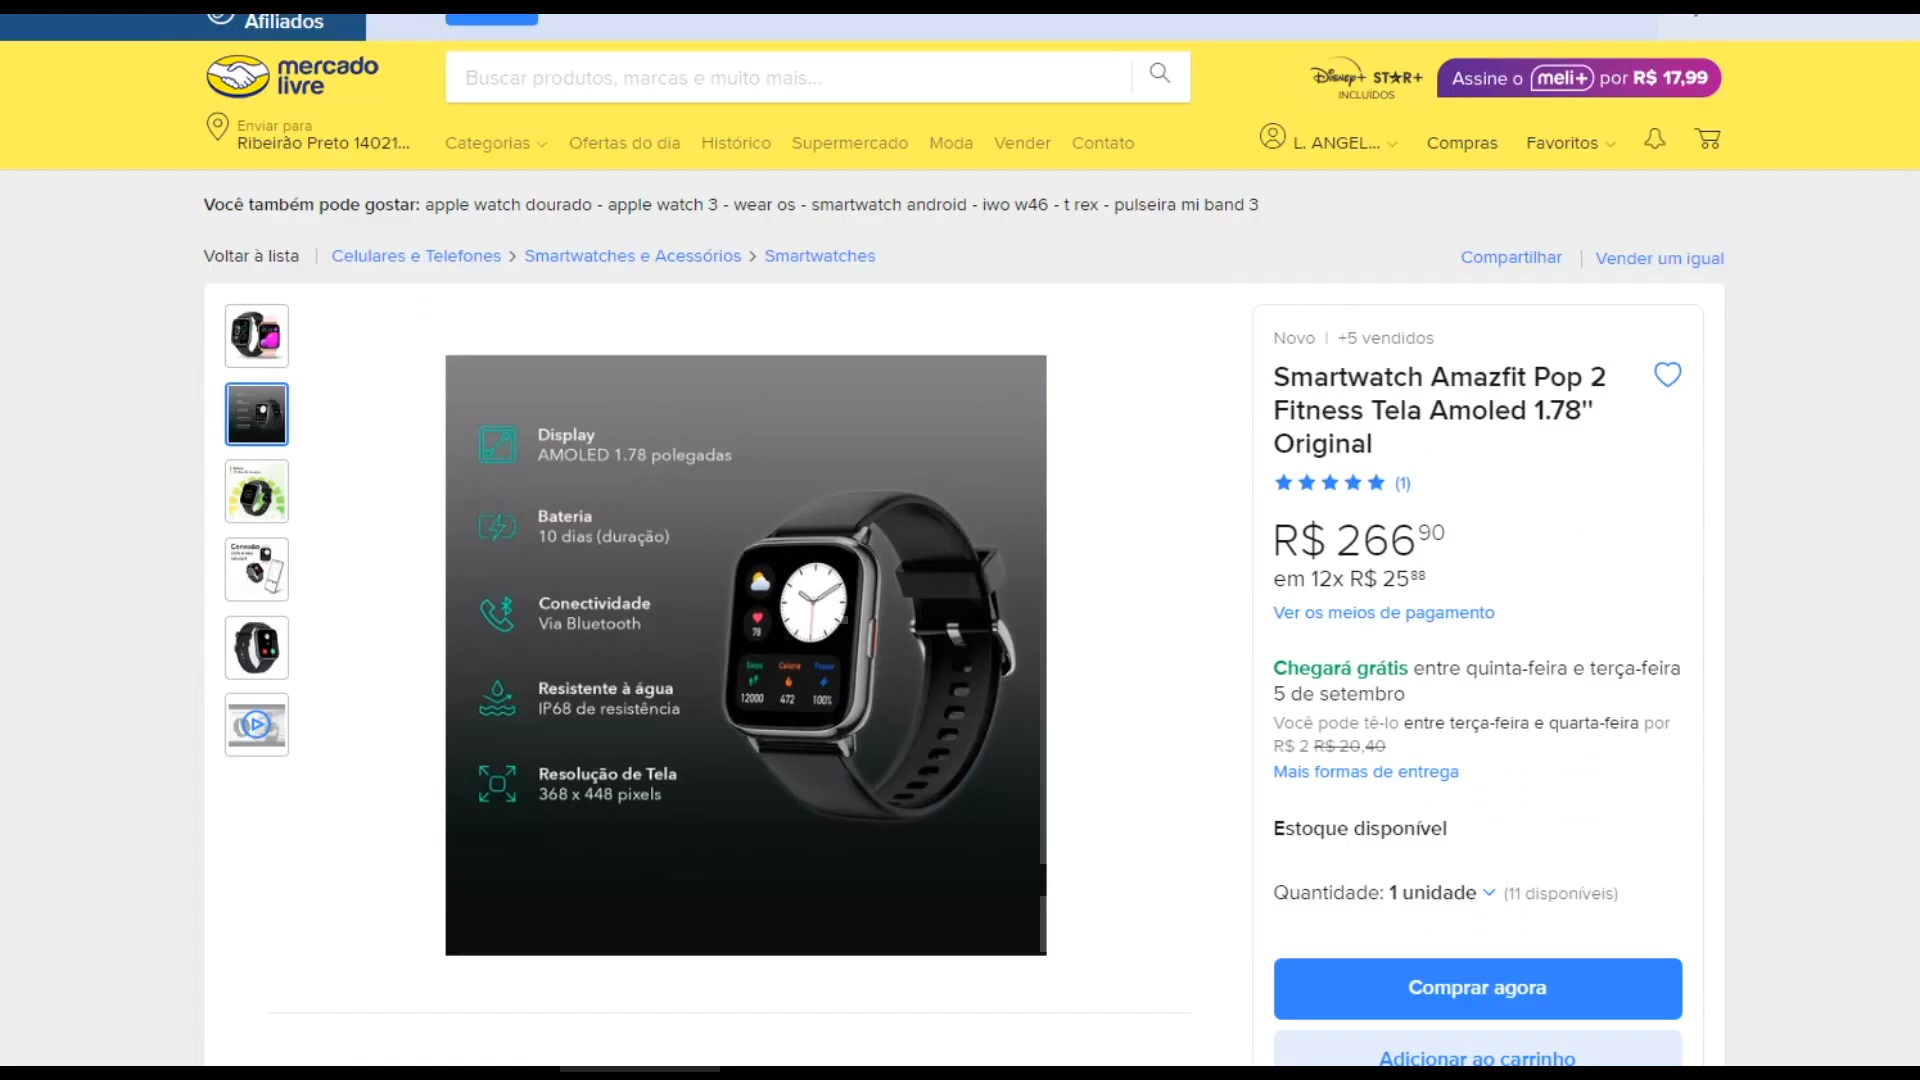 Afiliados
mercado
livre
Buscar produtos, marcas e muito mais...
Disney+ STAR+
INCLUÍDOS
Assine o meli+ por R$ 17,99
Enviar para
Ribeirão Preto 14021...
Categorias
Ofertas do dia
Histórico
Supermercado
Moda
Vender
Contato
L. ANGEL...
Compras
Favoritos
Você também pode gostar: apple watch dourado - apple watch 3 - wear os - smartwatch android - iwo w46 - t rex - pulseira mi band 3
Voltar à lista
Celulares e Telefones > Smartwatches e Acessórios > Smartwatches
Compartilhar
Vender um igual
Conexão
Display
AMOLED 1.78 polegadas
Bateria
10 dias (duração)
Conectividade
Via Bluetooth
Resistente à água
IP68 de resistência
Resolução de Tela
368 x 448 pixels
78
Steps Calorie Power
12000 472 100%
Novo | +5 vendidos
Smartwatch Amazfit Pop 2
Fitness Tela Amoled 1.78''
Original
(1)
R$ 266 90
em 12x R$ 25 88
Ver os meios de pagamento
Chegará grátis entre quinta-feira e terça-feira
5 de setembro
Você pode tê-lo entre terça-feira e quarta-feira por
R$ 2 R$ 20,40
Mais formas de entrega
Estoque disponível
Quantidade: 1 unidade (11 disponíveis)
Comprar agora
Adicionar ao carrinho